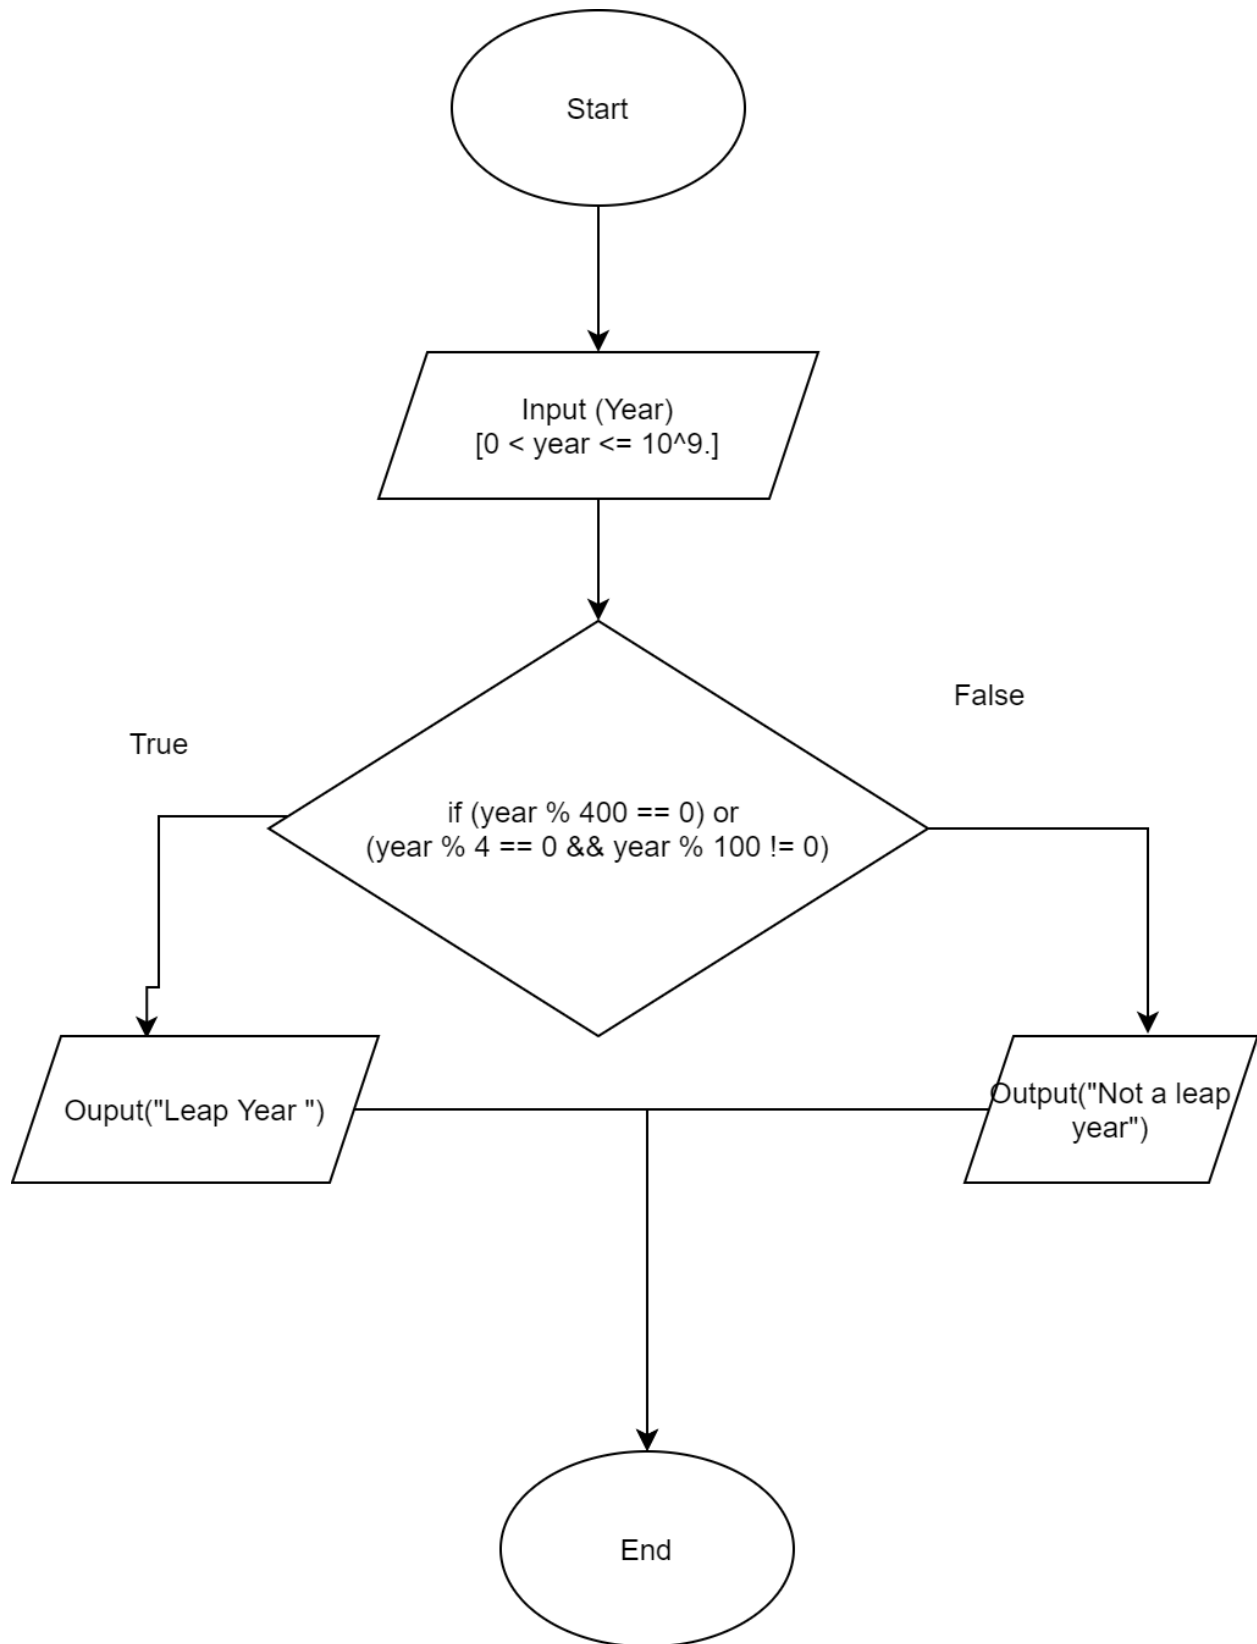 Start
Input (Year)
[0 < year <= 10^9.]
True
False
if (year % 400 == 0) or
(year % 4 == 0 && year % 100 != 0)
Ouput("Leap Year ")
Output("Not a leap
year")
End